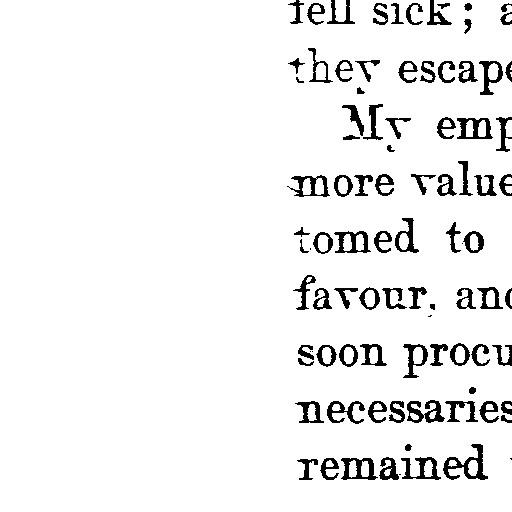 fell sick; a
they escape
My emp
more value
tomed to
favour, and
soon procu
necessaries
remained